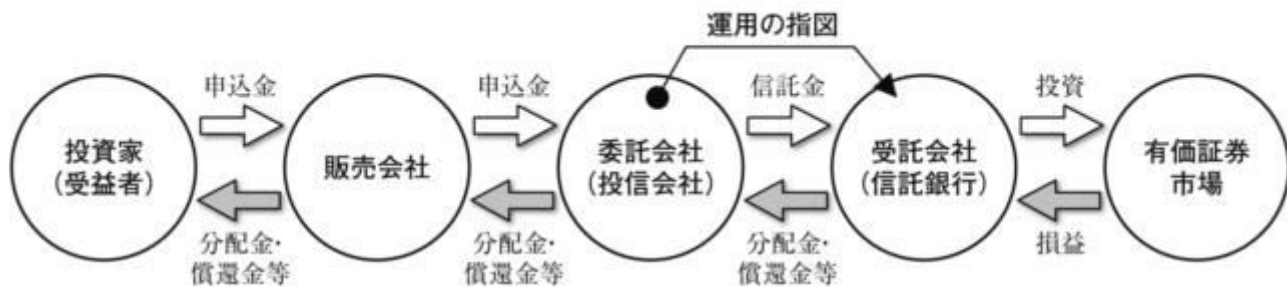 運用の指図
申込金
申込金
信託金
投資
投資家
(受益者)
販売会社
委託会社
(投信会社)
受託会社
(信託銀行)
有価証券
市場
分配金・
償還金等
分配金・
償還金等
分配金・
償還金等
損益